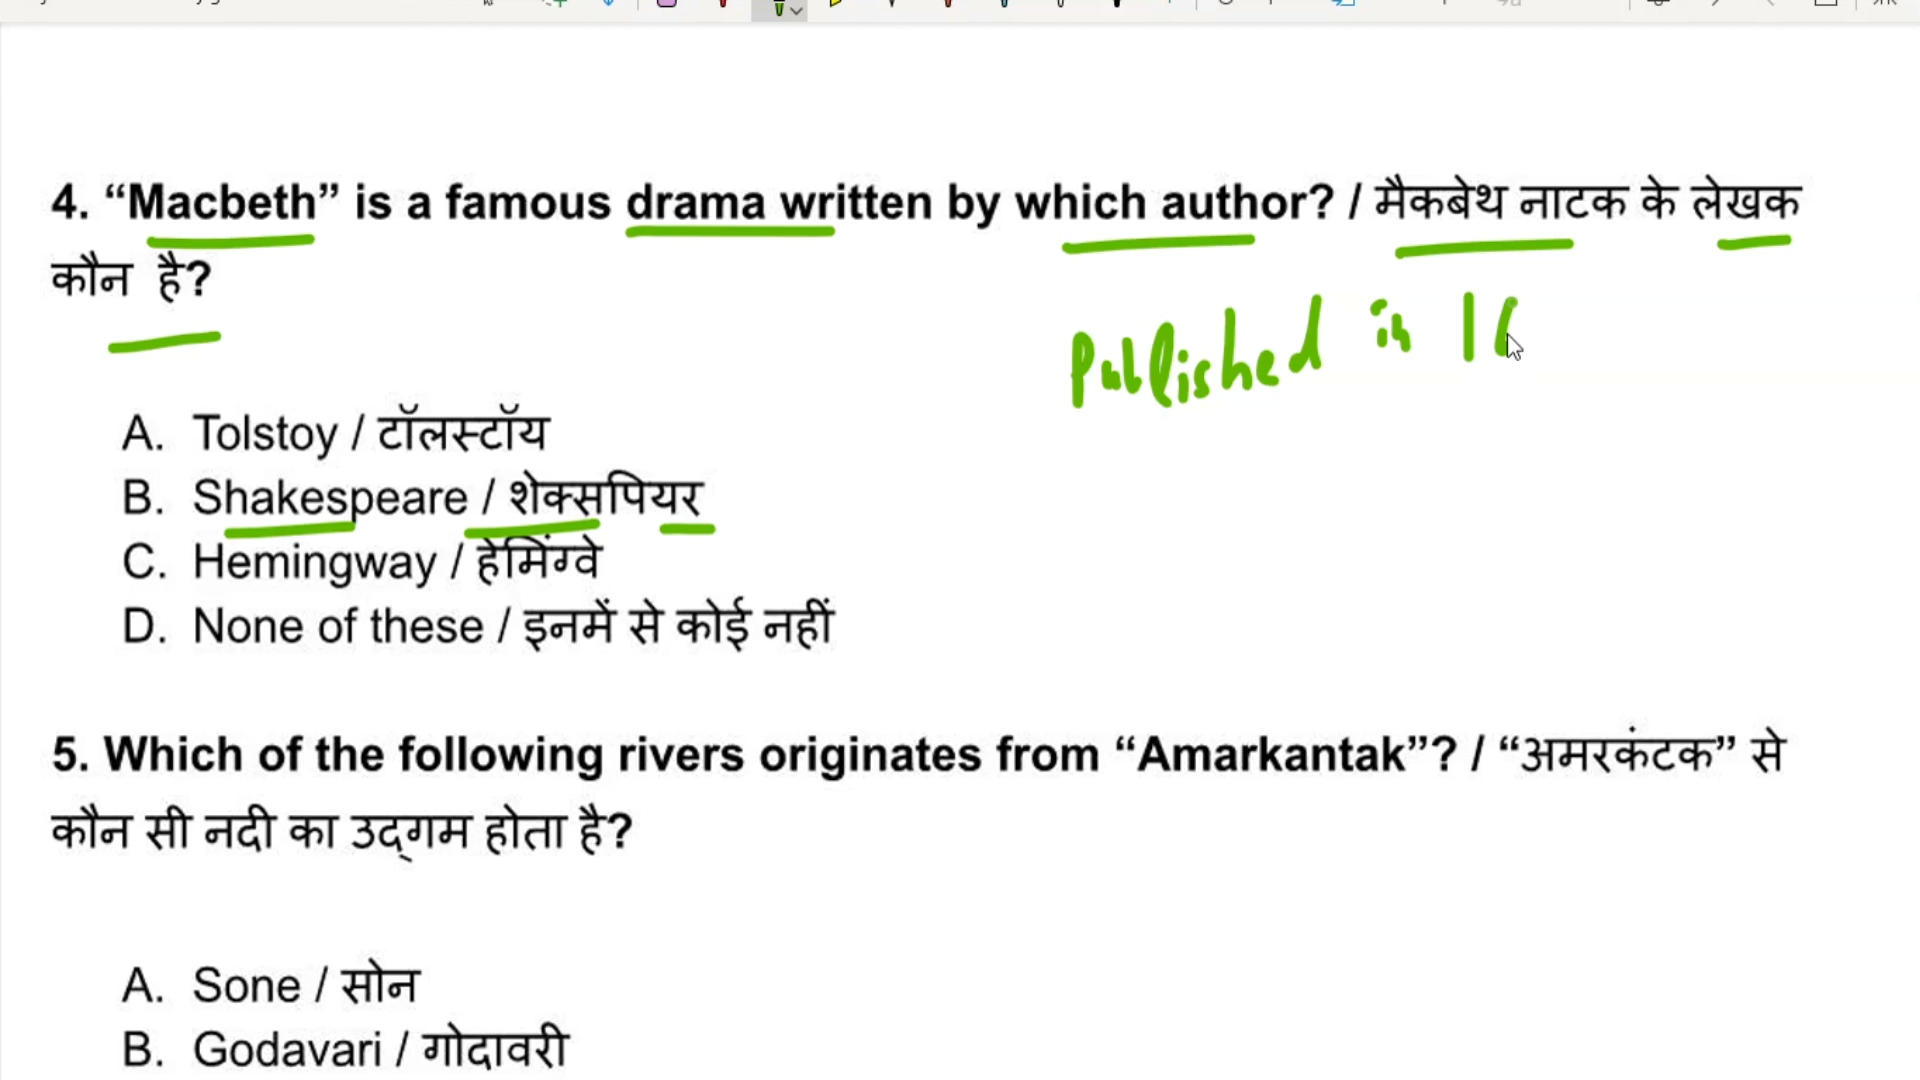 4. “Macbeth” is a famous drama written by which author? / मैकबेथ नाटक के लेखक
कौन है?
Published in 16
A. Tolstoy / टॉलस्टॉय
B. Shakespeare / शेक्सपियर
C. Hemingway / हेमिंग्वे
D. None of these / इनमें से कोई नहीं
5. Which of the following rivers originates from “Amarkantak”? / “अमरकंटक” से
कौन सी नदी का उद्गम होता है?
A. Sone / सोन
B. Godavari / गोदावरी